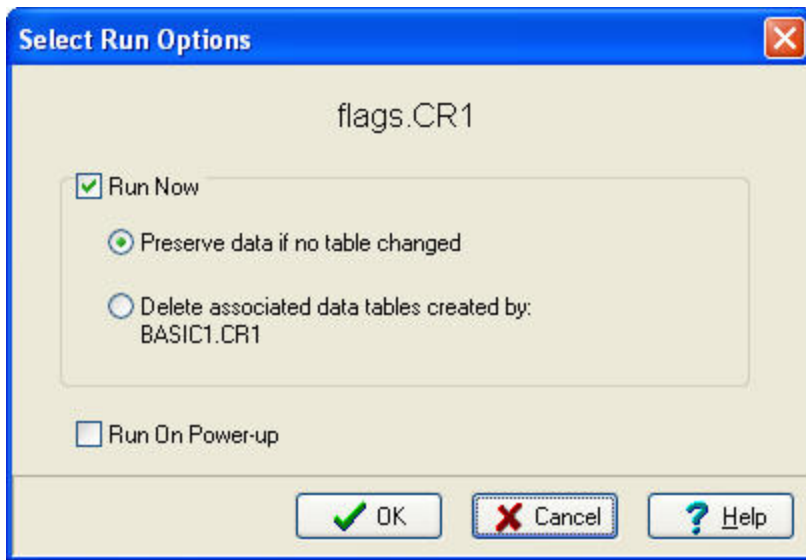 Select Run Options
flags.CR1
Run Now
Preserve data if no table changed
Delete associated data tables created by:
BASIC1.CR1
Run On Power-up
OK
Cancel
Help